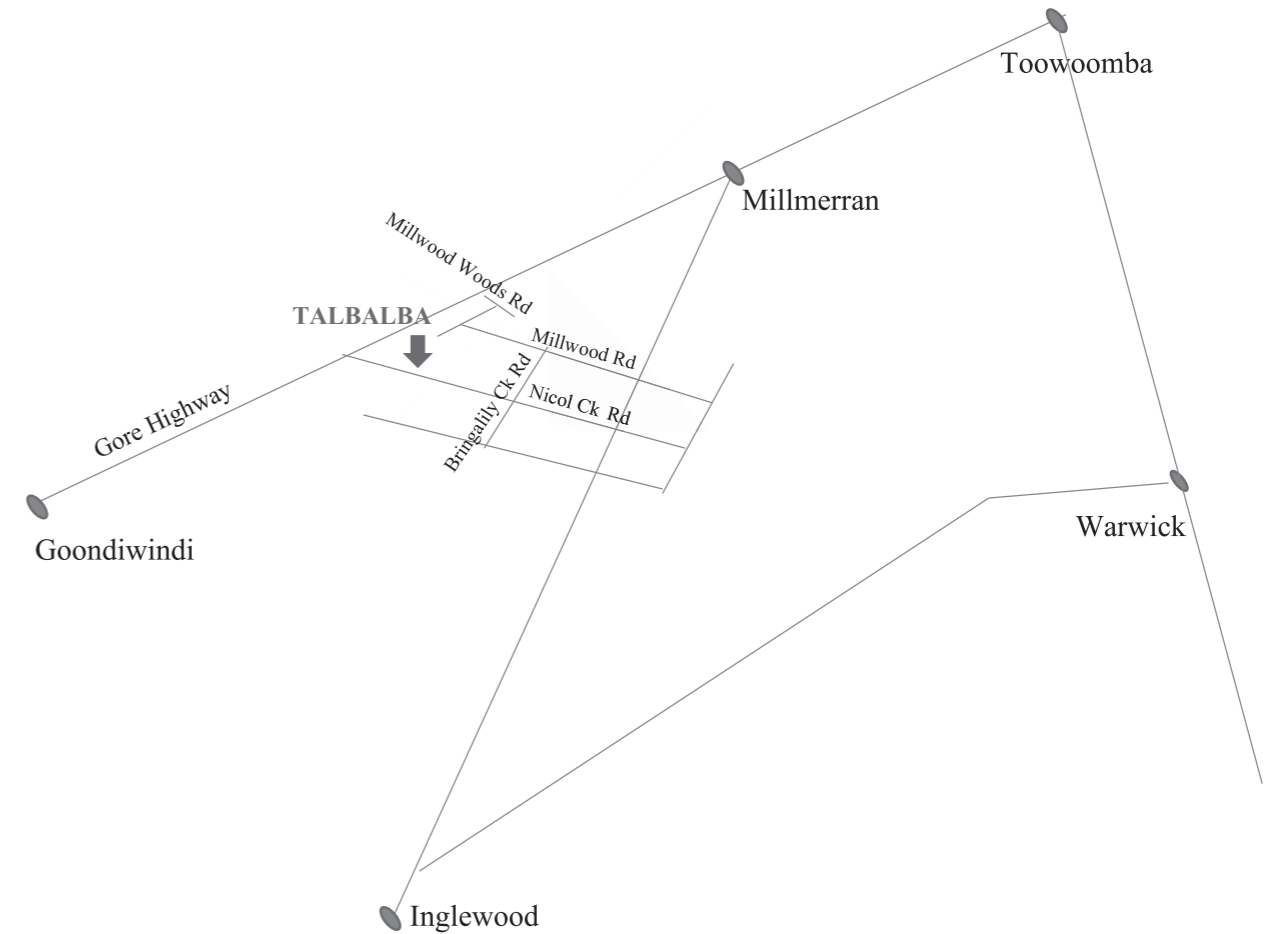 Toowoomba
Millmerran
Millwood Woods Rd
TALBALBA
Millwood Rd
Gore Highway
Bringalily Ck Rd
Nicol Ck Rd
Goondiwindi
Warwick
Inglewood